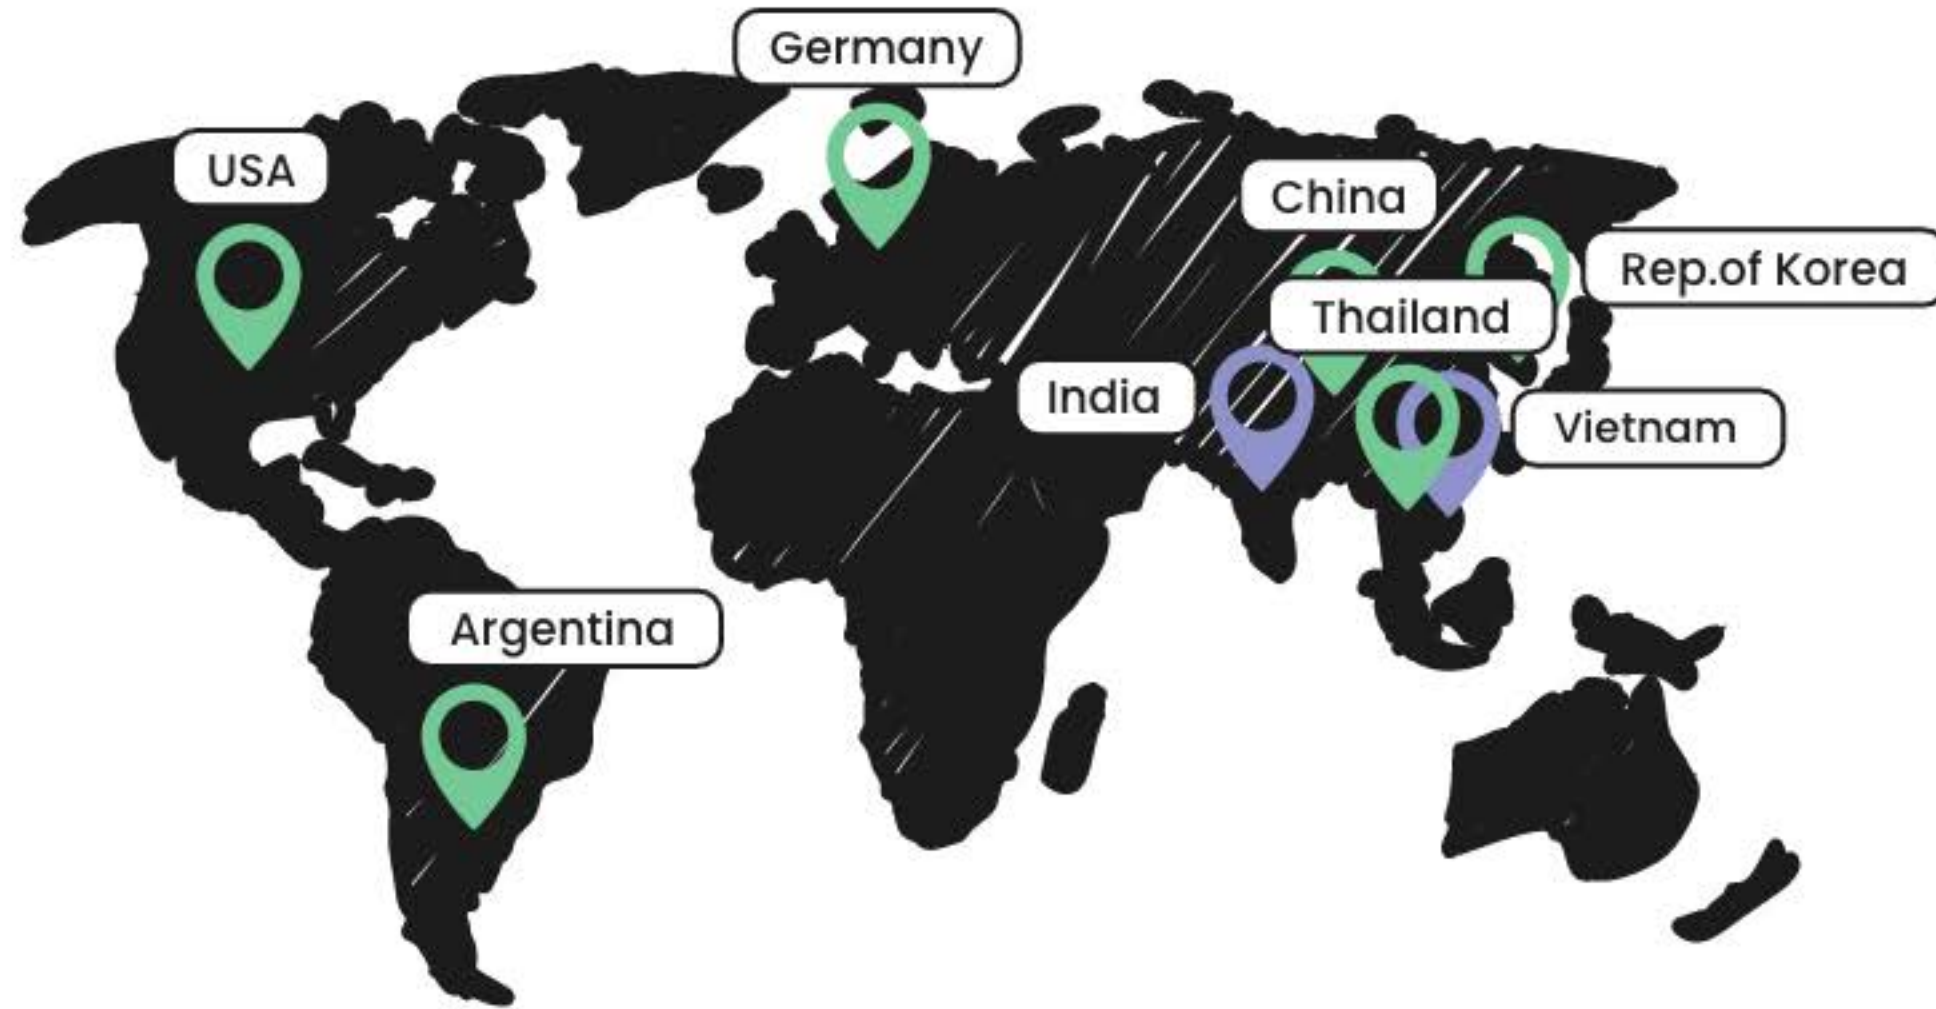 Germany
USA
China
Rep.of Korea
Thailand
India
Vietnam
Argentina